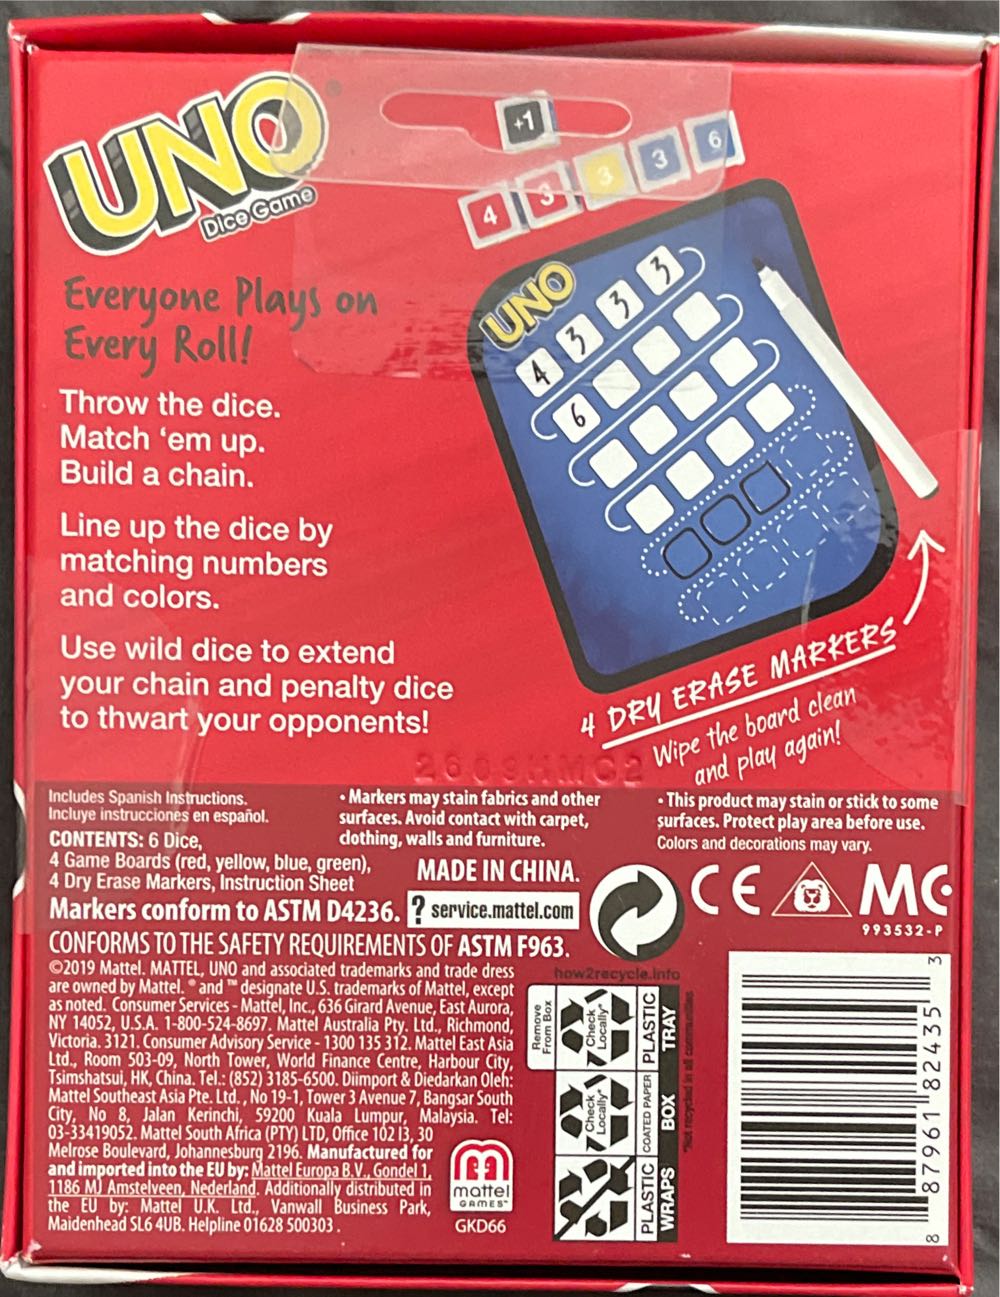 UNO
Dice Game
+1
4 3 3 3 6
Everyone Plays on
Every Roll!
Throw the dice.
Match ‘em up.
Build a chain.
Line up the dice by
matching numbers
and colors.
Use wild dice to extend
your chain and penalty dice
to thwart your opponents!
UNO
4 3 3 3
6
4 DRY ERASE MARKERS
Wipe the board clean
and play again!
2609HMC2
Includes Spanish Instructions.
Incluye instrucciones en español.
CONTENTS: 6 Dice,
4 Game Boards (red, yellow, blue, green),
4 Dry Erase Markers, Instruction Sheet
• Markers may stain fabrics and other
surfaces. Avoid contact with carpet,
clothing, walls and furniture.
• This product may stain or stick to some
surfaces. Protect play area before use.
Colors and decorations may vary.
MADE IN CHINA.
Markers conform to ASTM D4236.
? service.mattel.com
CE
MC
993532-P
CONFORMS TO THE SAFETY REQUIREMENTS OF ASTM F963.
©2019 Mattel. MATTEL, UNO and associated trademarks and trade dress
are owned by Mattel. ® and ™ designate U.S. trademarks of Mattel, except
as noted. Consumer Services - Mattel, Inc., 636 Girard Avenue, East Aurora,
NY 14052, U.S.A. 1-800-524-8697. Mattel Australia Pty. Ltd., Richmond,
Victoria. 3121. Consumer Advisory Service - 1300 135 312. Mattel East Asia
Ltd., Room 503-09, North Tower, World Finance Centre, Harbour City,
Tsimshatsui, HK, China. Tel.: (852) 3185-6500. Diimport & Diedarkan Oleh:
Mattel Southeast Asia Pte. Ltd., No 19-1, Tower 3 Avenue 7, Bangsar South
City, No 8, Jalan Kerinchi, 59200 Kuala Lumpur, Malaysia. Tel:
03-33419052. Mattel South Africa (PTY) LTD, Office 102 I3, 30
Melrose Boulevard, Johannesburg 2196. Manufactured for
and imported into the EU by: Mattel Europa B.V., Gondel 1,
1186 MJ Amstelveen, Nederland. Additionally distributed in
the EU by: Mattel U.K. Ltd., Vanwall Business Park,
Maidenhead SL6 4UB. Helpline 01628 500303.
mattel
GAMES™
GKD66
how2recycle.info
Remove
From Box
Check
Locally*
PLASTIC
TRAY
Check
Locally*
COATED PAPER
BOX
PLASTIC
WRAPS
*Not recycled in all communities
8 87961 82435 3